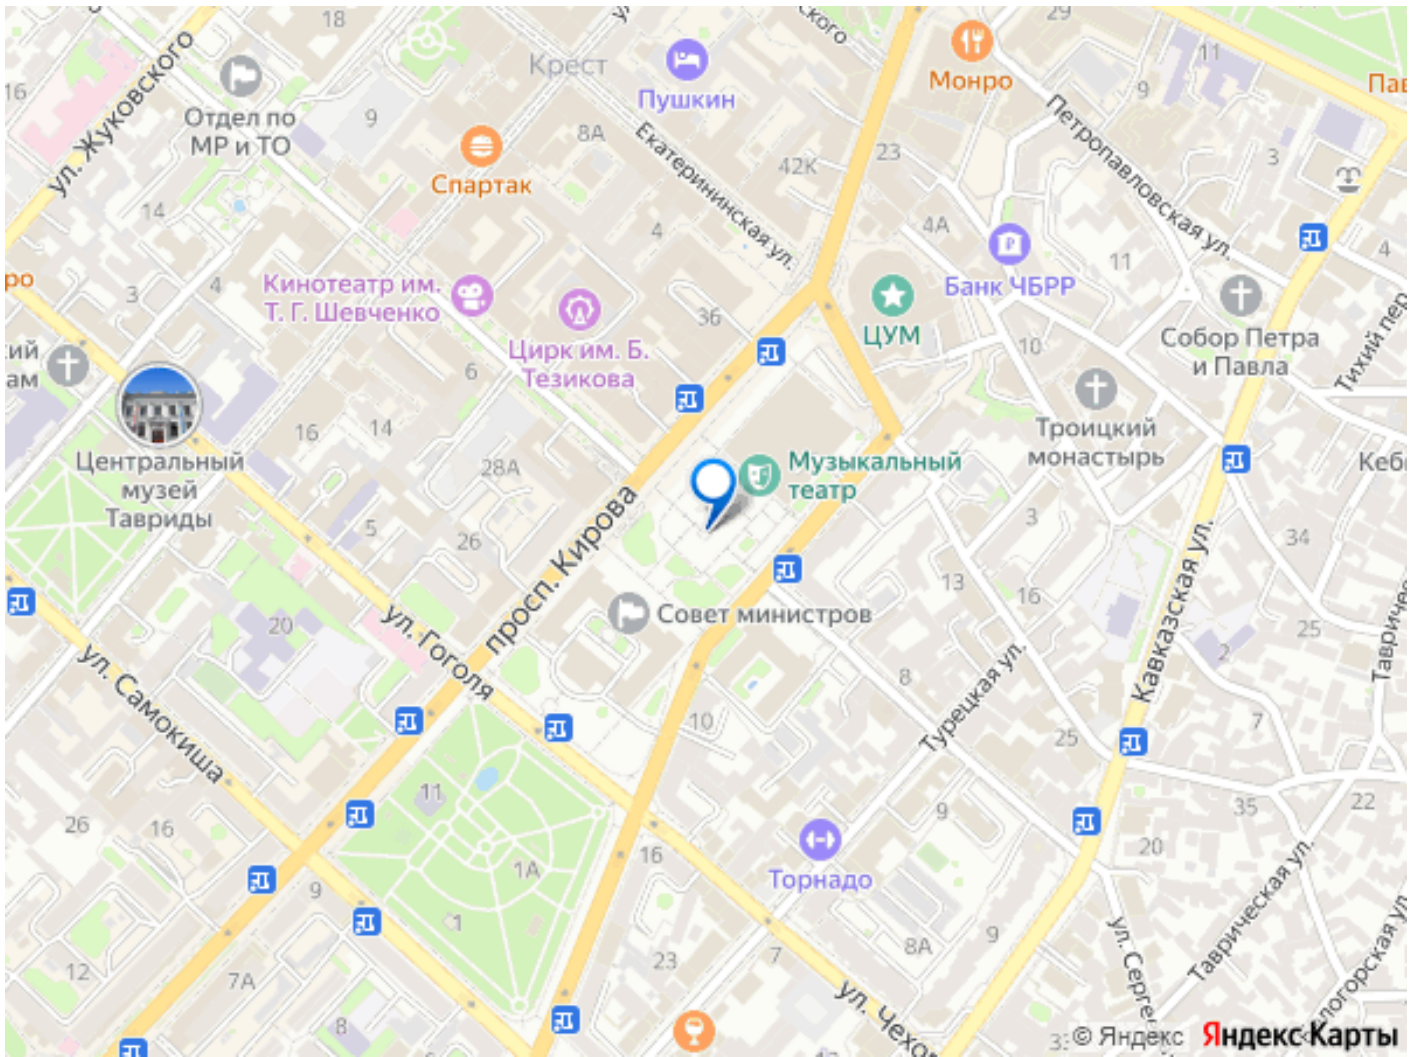 18
ул. Жуковского
16
Отдел по
МР и ТО
9
Крест
Пушкин
8А
Спартак
Екатерининская ул.
42К
23
Монро
29
11
9
Пав
Петропавловская ул.
3
14
4
3
4
4А
11
4
Кинотеатр им.
Т. Г. Шевченко
Цирк им. Б.
Тезикова
36
ЦУМ
Банк ЧБРР
10
Собор Петра
и Павла
Тихий пер.
6
16
14
28А
Троицкий
монастырь
Центральный
музей
Тавриды
Музыкальный
театр
5
26
просп. Кирова
3
34
13
16
Кавказская ул.
25
2
20
ул. Гоголя
Совет министров
8
Турецкая ул.
7
ул. Самокиша
10
25
11
1А
1
26
16
9
12
7А
8
16
Торнадо
9
35
22
20
Таврическая ул.
8А
9
23
7
© Яндекс
Яндекс Карты